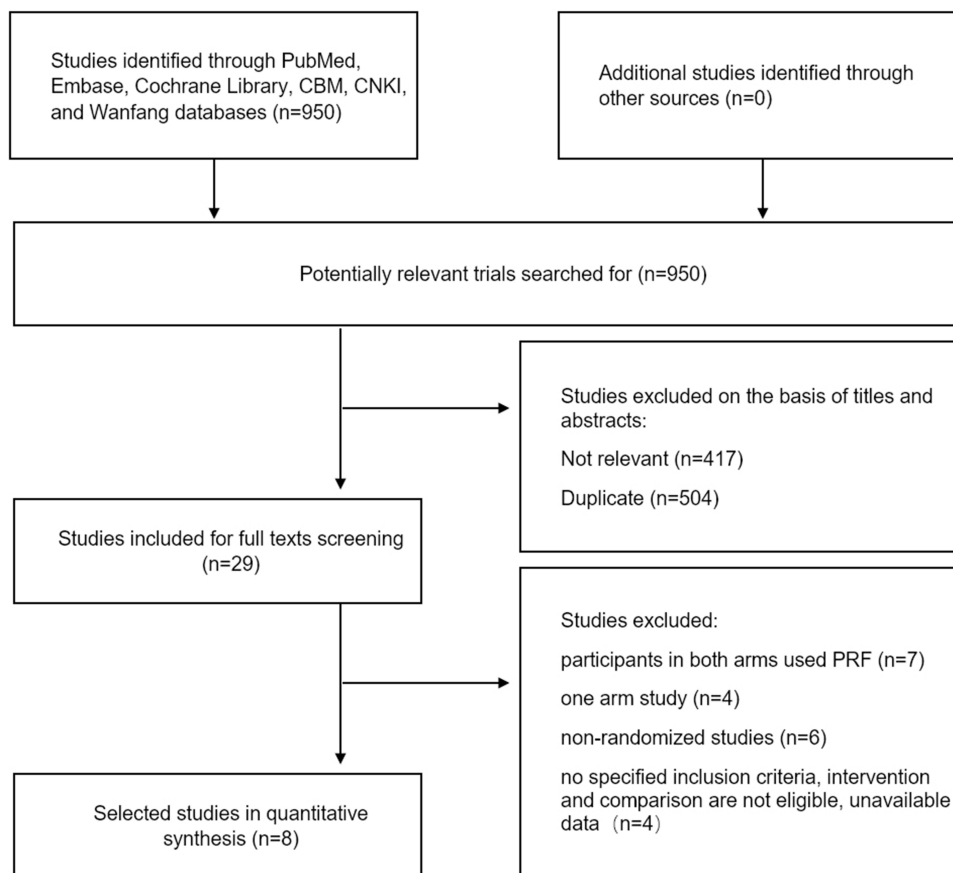 Studies identified through PubMed,
Embase, Cochrane Library, CBM, CNKI,
and Wanfang databases (n=950)
Additional studies identified through
other sources (n=0)
Potentially relevant trials searched for (n=950)
Studies excluded on the basis of titles and
abstracts:
Not relevant (n=417)
Duplicate (n=504)
Studies included for full texts screening
(n=29)
Studies excluded:
participants in both arms used PRF (n=7)
one arm study (n=4)
non-randomized studies (n=6)
no specified inclusion criteria, intervention
and comparison are not eligible, unavailable
data（n=4）
Selected studies in quantitative
synthesis (n=8)